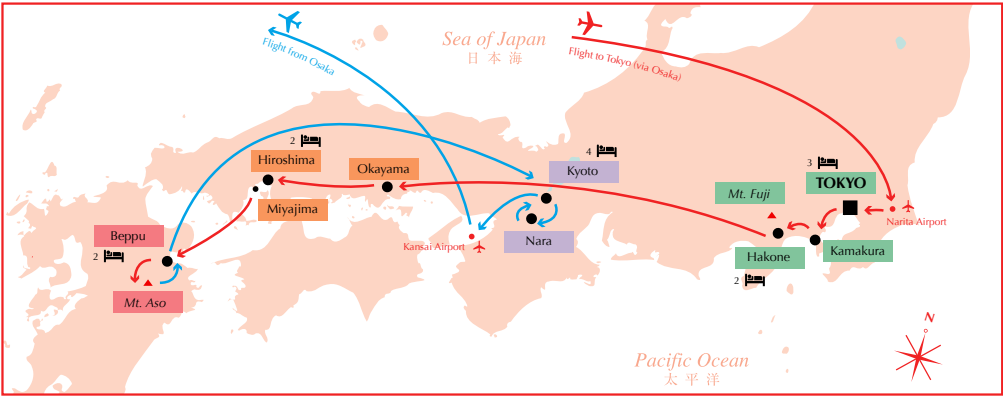 Sea of Japan
日 本 海
Flight from Osaka
Flight to Tokyo (via Osaka)
2
Hiroshima
Okayama
Miyajima
4
Kyoto
3
TOKYO
Mt. Fuji
Narita Airport
Beppu
2
Mt. Aso
Kansai Airport
Nara
Hakone
2
Kamakura
N
Pacific Ocean
太 平 洋